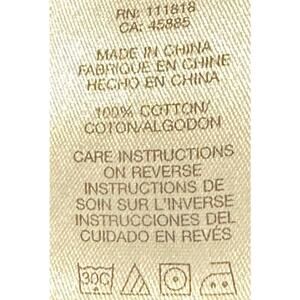 RN: 111818
CA: 45885
MADE IN CHINA
FABRIQUE EN CHINE
HECHO EN CHINA
100% COTTON/
COTON/ALGODON
CARE INSTRUCTIONS
ON REVERSE
INSTRUCTIONS DE
SOIN SUR L'INVERSE
INSTRUCCIONES DEL
CUIDADO EN REVÉS
30C